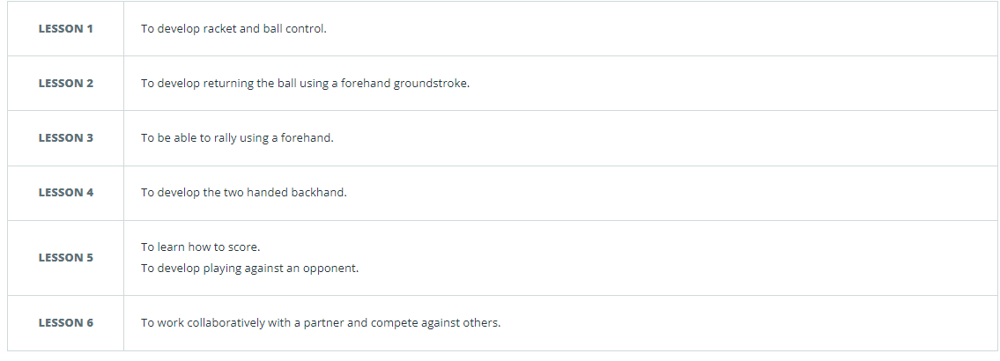 LESSON 1
To develop racket and ball control.
LESSON 2
To develop returning the ball using a forehand groundstroke.
LESSON 3
To be able to rally using a forehand.
LESSON 4
To develop the two handed backhand.
LESSON 5
To learn how to score.
To develop playing against an opponent.
LESSON 6
To work collaboratively with a partner and compete against others.